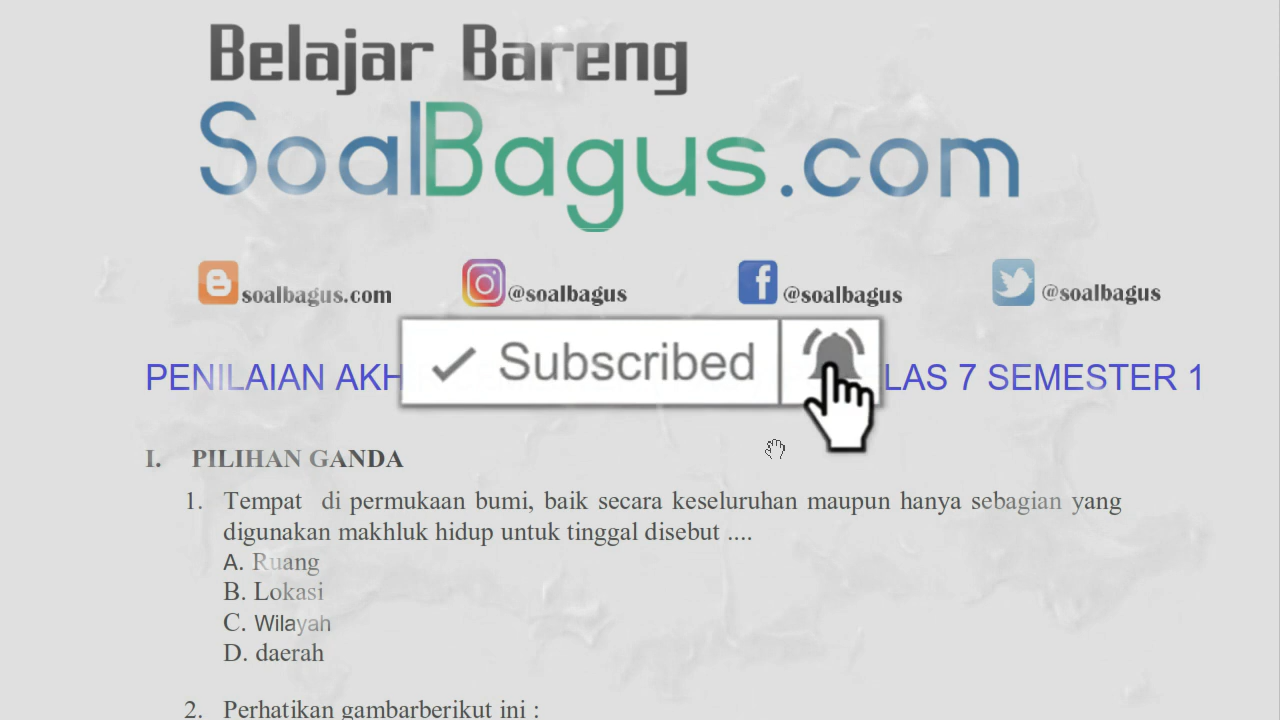 Belajar Bareng
SoalBagus.com
soalbagus.com @soalbagus @soalbagus @soalbagus
Subscribed
PENILAIAN 7 SEMESTER 1
I. PILIHAN GANDA
1. Tempat di permukaan bumi, baik secara keseluruhan maupun hanya sebagian yang
digunakan makhluk hidup untuk tinggal disebut ....
A. Ruang
B. Lokasi
C. Wilayah
D. daerah
2. Perhatikan gambarberikut ini :